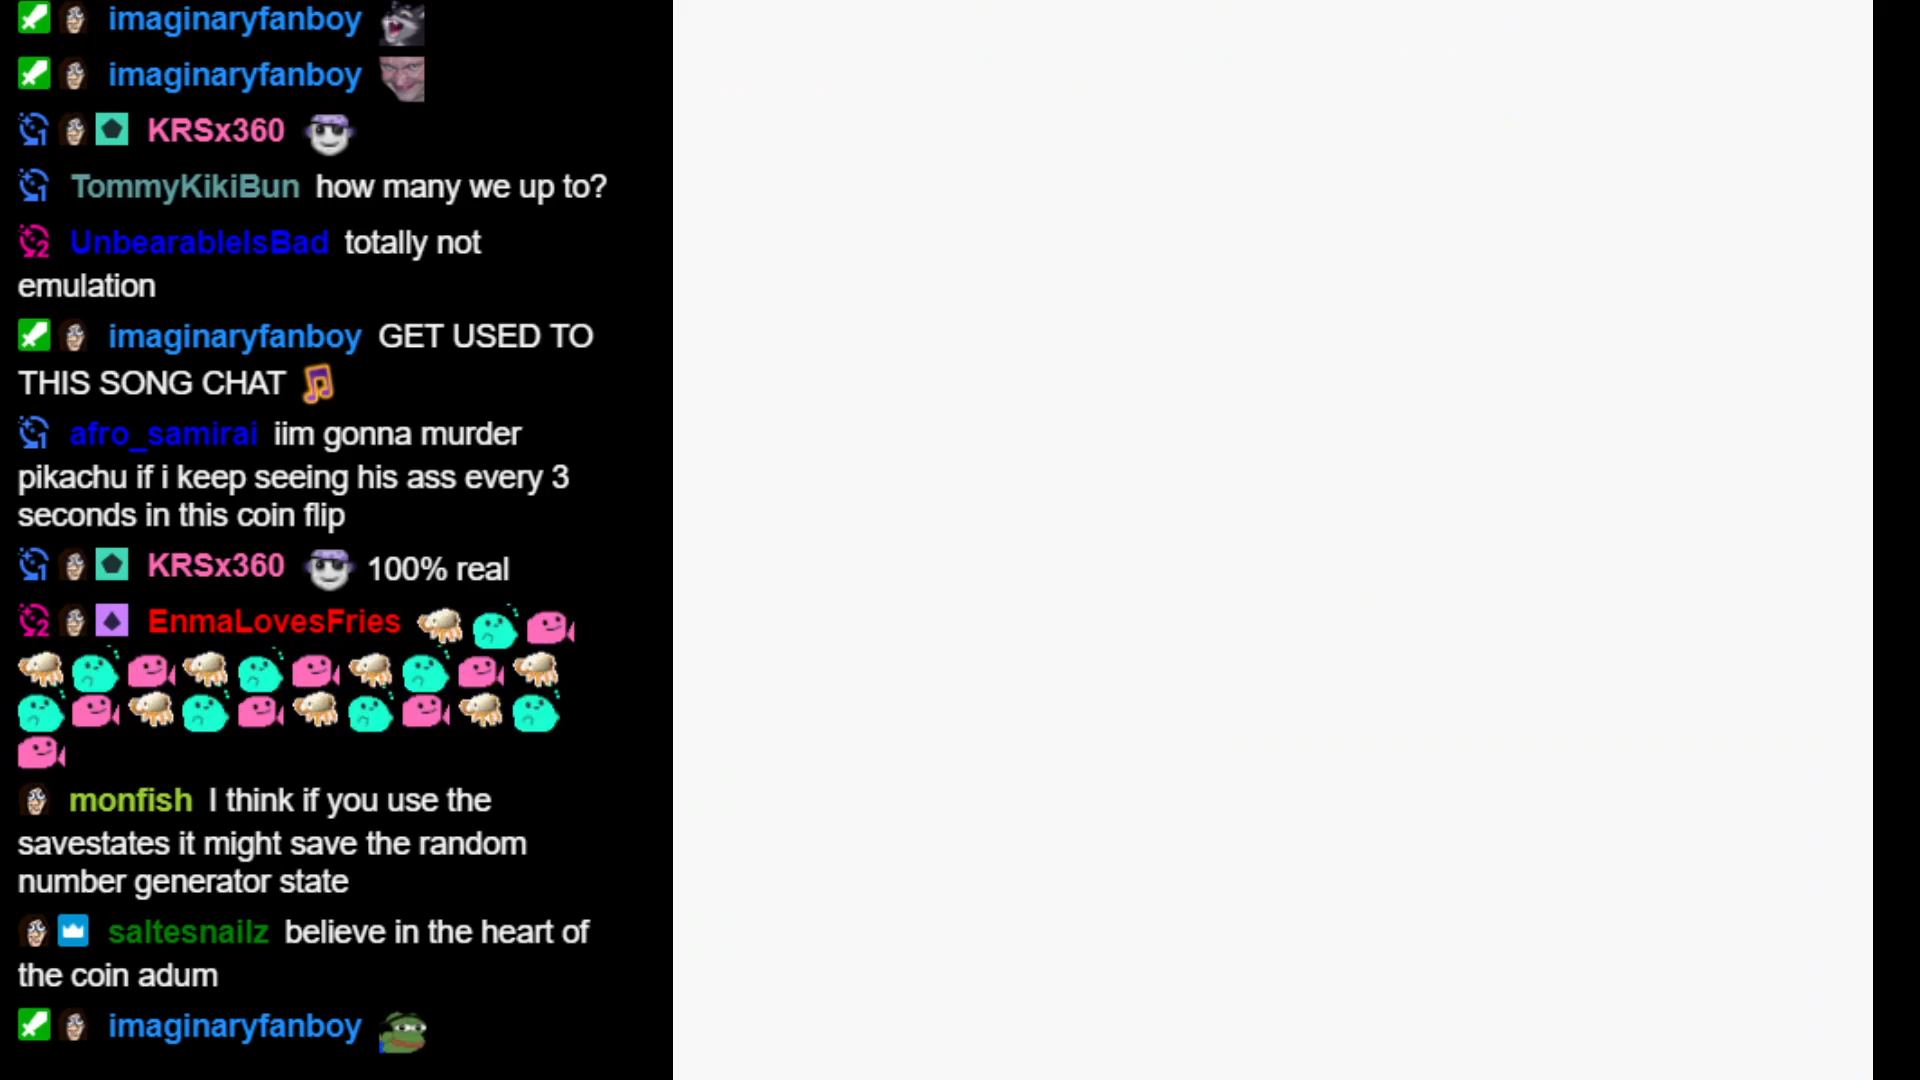 imaginaryfanboy
imaginaryfanboy
KRSx360
TommyKikiBun how many we up to?
UnbearableIsBad totally not
emulation
imaginaryfanboy GET USED TO
THIS SONG CHAT
afro_samirai iim gonna murder
pikachu if i keep seeing his ass every 3
seconds in this coin flip
KRSx360 100% real
EnmaLovesFries
monfish I think if you use the
savestates it might save the random
number generator state
saltesnailz believe in the heart of
the coin adum
imaginaryfanboy